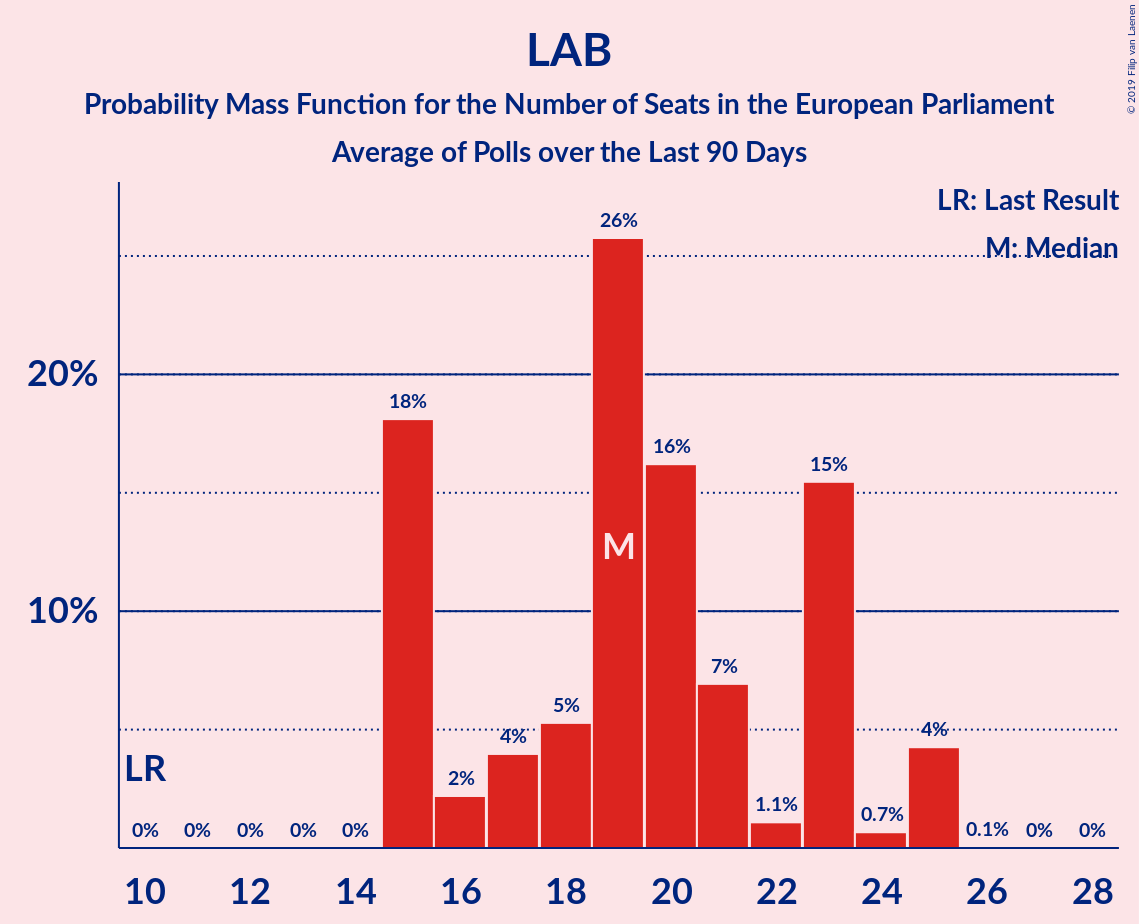 LAB
Probability Mass Function for the Number of Seats in the European Parliament
Average of Polls over the Last 90 Days
© 2019 Filip van Laenen
LR: Last Result
M: Median
20%
10%
0% 0% 0% 0% 0% 18% 2% 4% 5% 26% 16% 7% 1.1% 15% 0.7% 4% 0.1% 0% 0%
LR
M
10 12 14 16 18 20 22 24 26 28